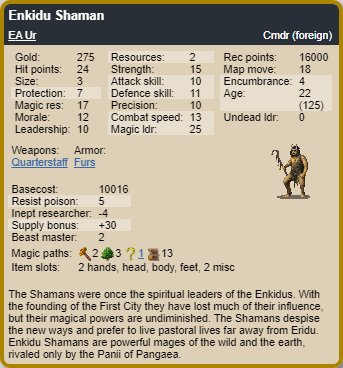 Enkidu Shaman
EA Ur Cmdr (foreign)
Gold: 275 Resources: 2 Rec points: 16000
Hit points: 24 Strength: 15 Map move: 18
Size: 3 Attack skill: 10 Encumbrance: 4
Protection: 7 Defence skill: 11 Age: 22
Magic res: 17 Precision: 10 (125)
Morale: 12 Combat speed: 13 Undead ldr: 0
Leadership: 10 Magic ldr: 25
Weapons: Armor:
Quarterstaff Furs
Basecost: 10016
Resist poison: 5
Inept researcher: -4
Supply bonus: +30
Beast master: 2
Magic paths: 2 3 ?1 13
Item slots: 2 hands, head, body, feet, 2 misc
The Shamans were once the spiritual leaders of the Enkidus. With
the founding of the First City they have lost much of their influence,
but their magical powers are undiminished. The Shamans despise
the new ways and prefer to live pastoral lives far away from Eridu.
Enkidu Shamans are powerful mages of the wild and the earth,
rivaled only by the Panii of Pangaea.